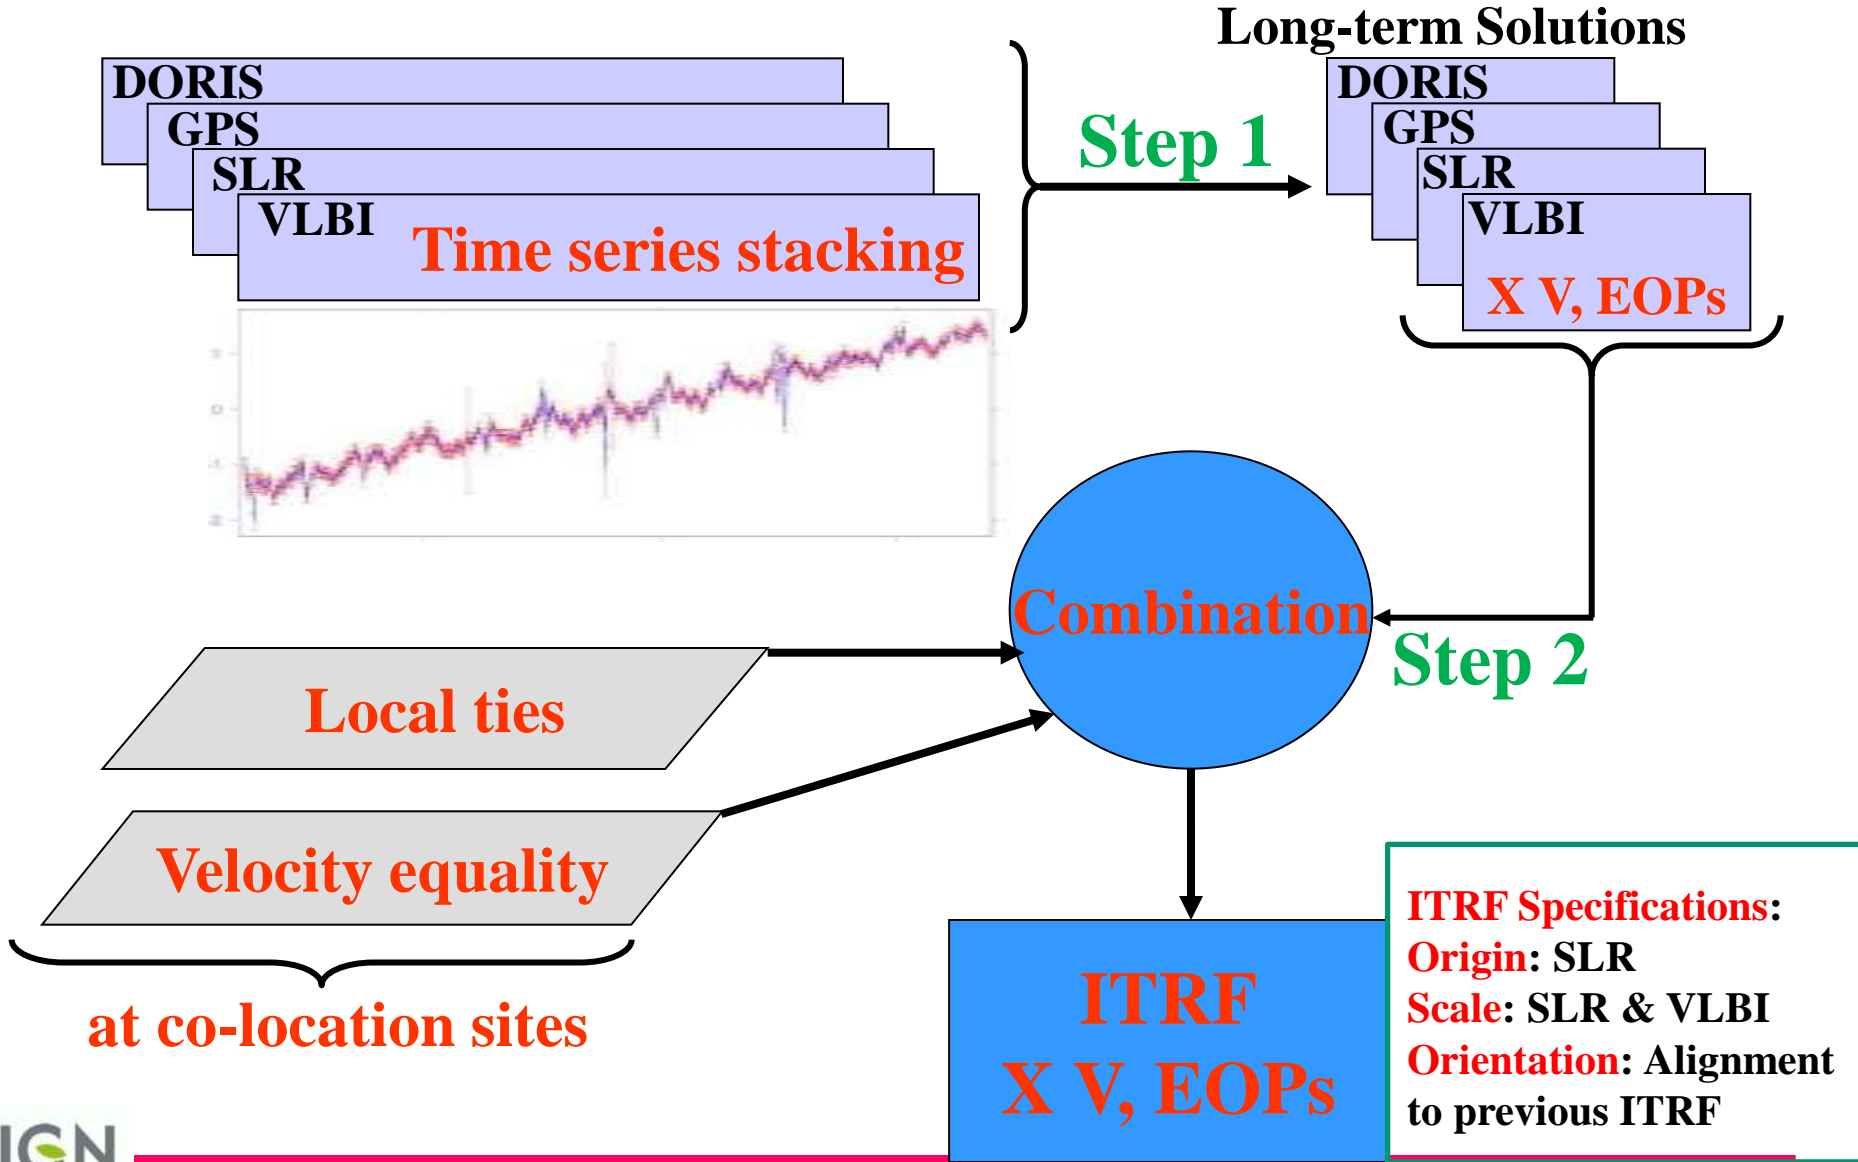 Long-term Solutions
DORIS
GPS
SLR
VLBI
Time series stacking
Step 1
DORIS
GPS
SLR
VLBI
X V, EOPs
Combination
Step 2
Local ties
Velocity equality
at co-location sites
ITRF
X V, EOPs
ITRF Specifications:
Origin: SLR
Scale: SLR & VLBI
Orientation: Alignment
to previous ITRF
IGN